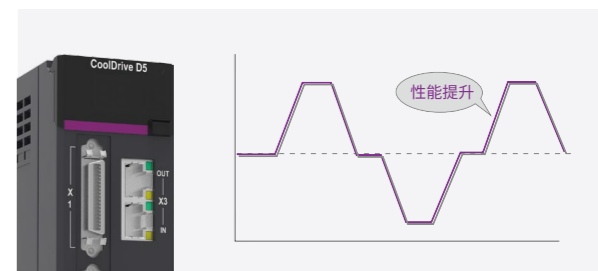 CoolDrive D5
性能提升
OUT
X
1
X3
IN